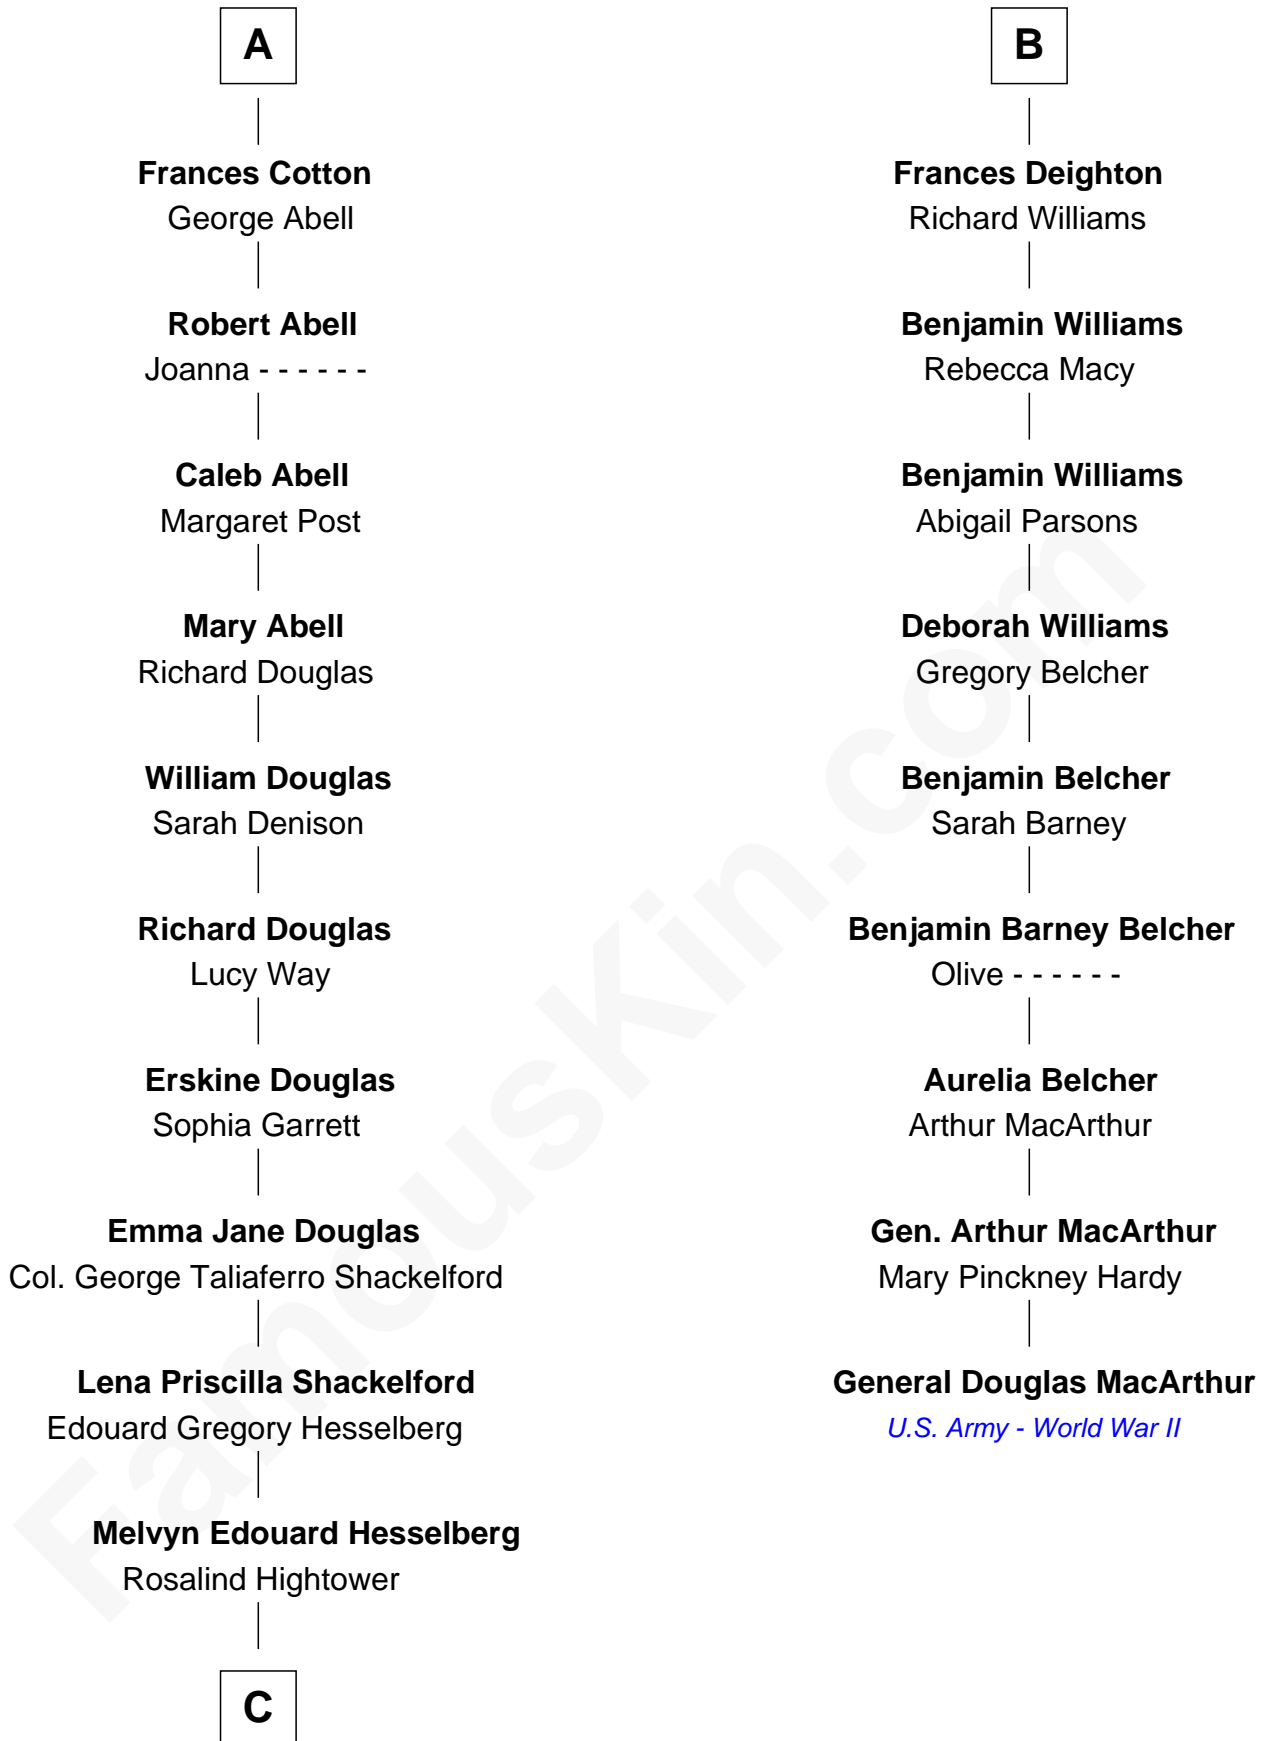 A
Frances Cotton
George Abell
Robert Abell
Joanna - - - - - -
Caleb Abell
Margaret Post
Mary Abell
Richard Douglas
William Douglas
Sarah Denison
Richard Douglas
Lucy Way
Erskine Douglas
Sophia Garrett
Emma Jane Douglas
Col. George Taliaferro Shackelford
Lena Priscilla Shackelford
Edouard Gregory Hesselberg
Melvyn Edouard Hesselberg
Rosalind Hightower
C
B
Frances Deighton
Richard Williams
Benjamin Williams
Rebecca Macy
Benjamin Williams
Abigail Parsons
Deborah Williams
Gregory Belcher
Benjamin Belcher
Sarah Barney
Benjamin Barney Belcher
Olive - - - - - -
Aurelia Belcher
Arthur MacArthur
Gen. Arthur MacArthur
Mary Pinckney Hardy
General Douglas MacArthur
U.S. Army - World War II
FamousKin.com